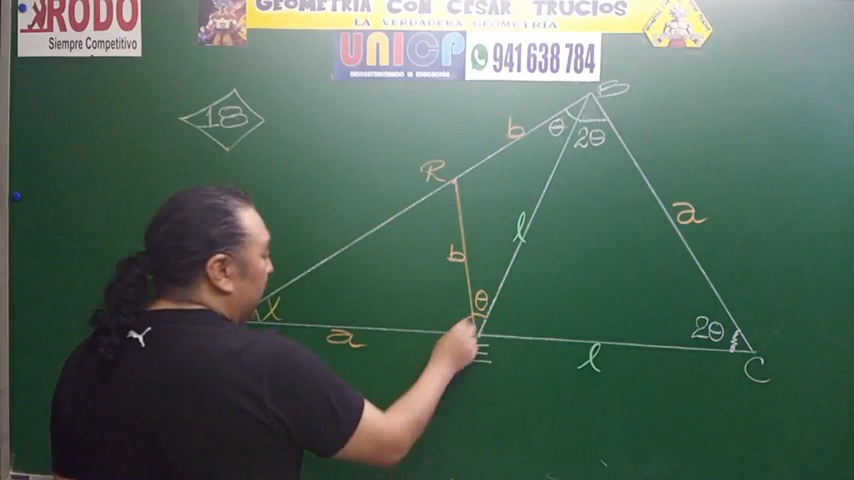 RODO
Siempre Competitivo
GEOMETRIA CON CESAR TRUCIOS
LA VERDADERA GEOMETRIA
UNICP
941 638 784
18
B
θ
2θ
b
R
a
l
b
θ
x
a
E
l
2θ
C